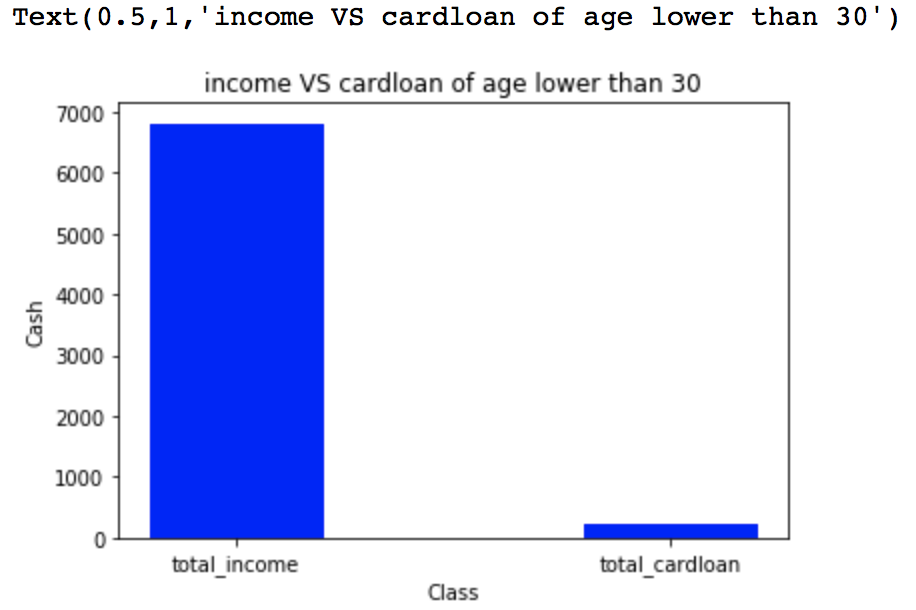 Text(0.5,1,'income VS cardloan of age lower than 30')
income VS cardloan of age lower than 30
7000
6000
5000
4000
3000
2000
1000
0
Cash
total_income total_cardloan
Class